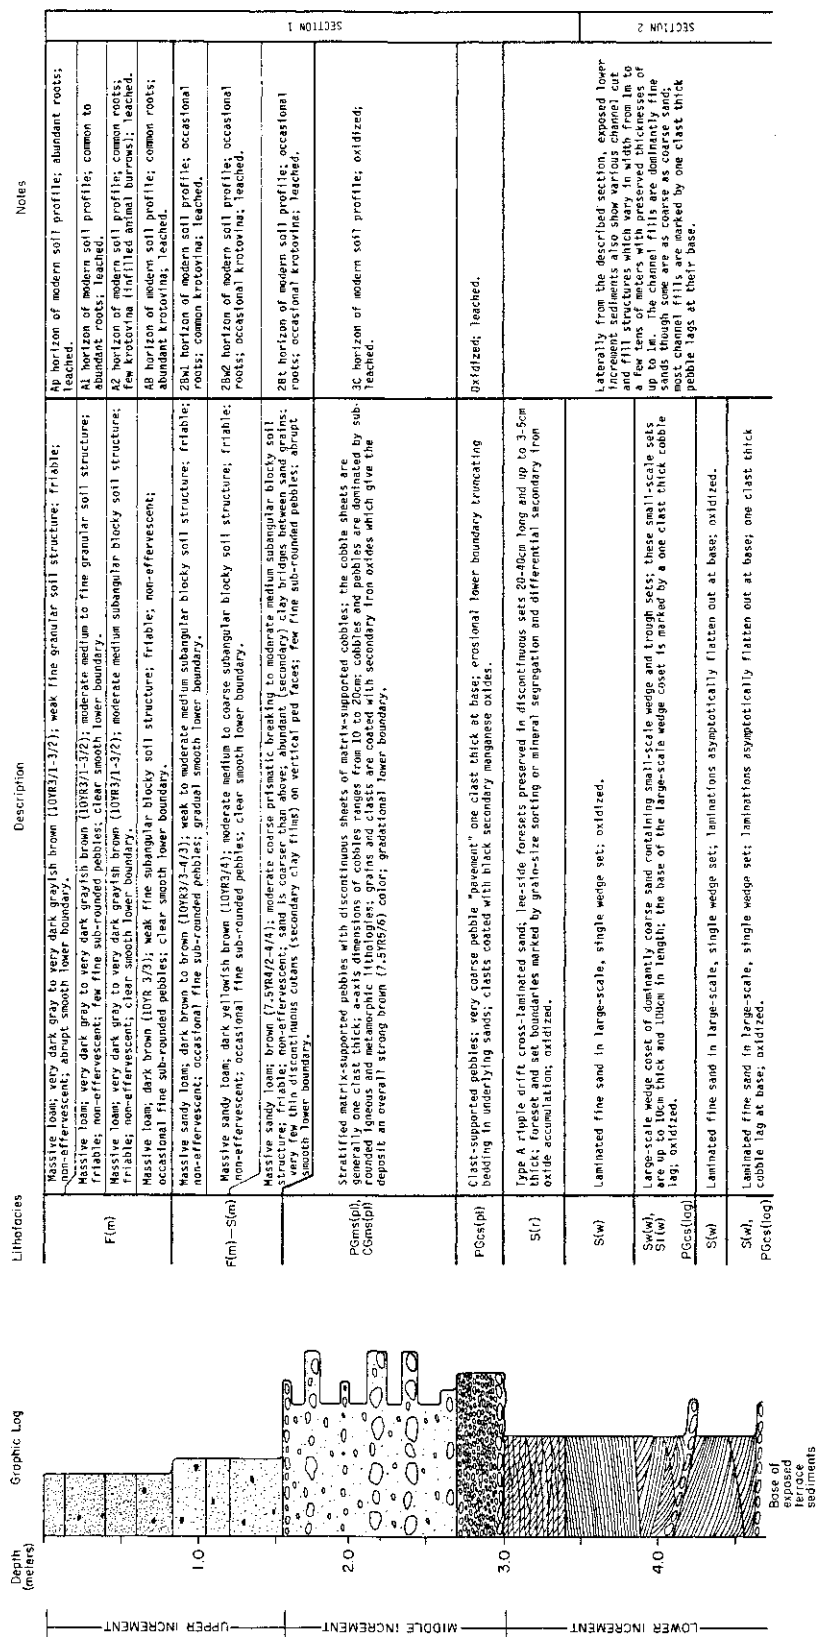 Depth
(meters)
Graphic Log
Lithofacies
Description
Notes
UPPER INCREMENT
MIDDLE INCREMENT
LOWER INCREMENT
1.0
2.0
3.0
4.0
Base of
exposed
terrace
sediments
F(m)
Massive loam; very dark gray to very dark grayish brown (10YR3/1-3/2); weak fine granular soil structure; friable;
non-effervescent; abrupt smooth lower boundary.
Ap horizon of modern soil profile; abundant roots;
leached.
Massive loam; very dark gray to very dark grayish brown (10YR3/1-3/2); moderate medium to fine granular soil structure;
friable; non-effervescent; few fine sub-rounded pebbles; clear smooth lower boundary.
A1 horizon of modern soil profile; common to
abundant roots; leached.
Massive loam; very dark gray to very dark grayish brown (10YR3/1-3/2); moderate medium subangular blocky soil structure;
friable; non-effervescent; clear smooth lower boundary.
A2 horizon of modern soil profile; common roots;
few krotovina (infilled animal burrows); leached.
Massive loam; dark brown (10YR 3/3); weak fine subangular blocky soil structure; friable; non-effervescent;
occasional fine sub-rounded pebbles; clear smooth lower boundary.
AB horizon of modern soil profile; common roots;
abundant krotovina; leached.
F(m)–S(m)
Massive sandy loam; dark brown to brown (10YR3/3-4/3); weak to moderate medium subangular blocky soil structure; friable;
non-effervescent; occasional fine sub-rounded pebbles; gradual smooth lower boundary.
2Bw1 horizon of modern soil profile; occasional
roots; common krotovina; leached.
Massive sandy loam; dark yellowish brown (10YR3/4); moderate medium to coarse subangular blocky soil structure; friable;
non-effervescent; occasional fine sub-rounded pebbles; clear smooth lower boundary.
2Bw2 horizon of modern soil profile; occasional
roots; occasional krotovina; leached.
Massive sandy loam; brown (7.5YR4/2-4/4); moderate coarse prismatic breaking to moderate medium subangular blocky soil
structure; friable; non-effervescent; sand is coarser than above; abundant (secondary) clay bridges between sand grains;
very few thin discontinuous cutans (secondary clay films) on vertical ped faces; few fine sub-rounded pebbles; abrupt
smooth lower boundary.
2Bt horizon of modern soil profile; occasional
roots; occasional krotovina; leached.
PGms(pl),
CGms(pl)
Stratified matrix-supported pebbles with discontinuous sheets of matrix-supported cobbles; the cobble sheets are
generally one clast thick; a-axis dimensions of cobbles ranges from 10 to 20cm; cobbles and pebbles are dominated by sub-
rounded igneous and metamorphic lithologies; grains and clasts are coated with secondary iron oxides which give the
deposit an overall strong brown (7.5YR5/6) color; gradational lower boundary.
3C horizon of modern soil profile; oxidized;
leached.
PGcs(pl)
Clast-supported pebbles; very coarse pebble "pavement" one clast thick at base; erosional lower boundary truncating
bedding in underlying sands; clasts coated with black secondary manganese oxides.
Oxidized; leached.
S(r)
Type A ripple drift cross-laminated sand; lee-side foresets preserved in discontinuous sets 20-40cm long and up to 3-5cm
thick; foreset and set boundaries marked by grain-size sorting or mineral segregation and differential secondary iron
oxide accumulation; oxidized.
S(w)
Laminated fine sand in large-scale, single wedge set; oxidized.
Sw(w),
Sl(w)
PGcs(lag)
Large-scale wedge coset of dominantly coarse sand containing small-scale wedge and trough sets; these small-scale sets
are up to 10cm thick and 100cm in length; the base of the large-scale wedge coset is marked by a one clast thick cobble
lag; oxidized.
S(w)
Laminated fine sand in large-scale, single wedge set; laminations asymptotically flatten out at base; oxidized.
S(w),
PGcs(lag)
Laminated fine sand in large-scale, single wedge set; laminations asymptotically flatten out at base; one clast thick
cobble lag at base; oxidized.
Laterally from the described section, exposed lower
increment sediments also show various channel cut
and fill structures which vary in width from 1m to
a few tens of meters with preserved thicknesses of
up to 1m. The channel fills are dominantly fine
sands though some are as coarse as coarse sand;
most channel fills are marked by one clast thick
pebble lags at their base.
SECTION 1
SECTION 2